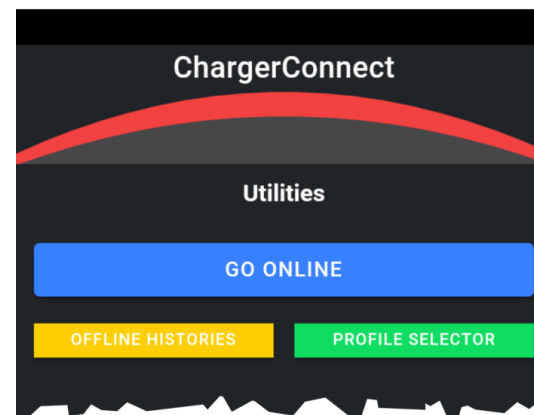 ChargerConnect
Utilities
GO ONLINE
OFFLINE HISTORIES
PROFILE SELECTOR